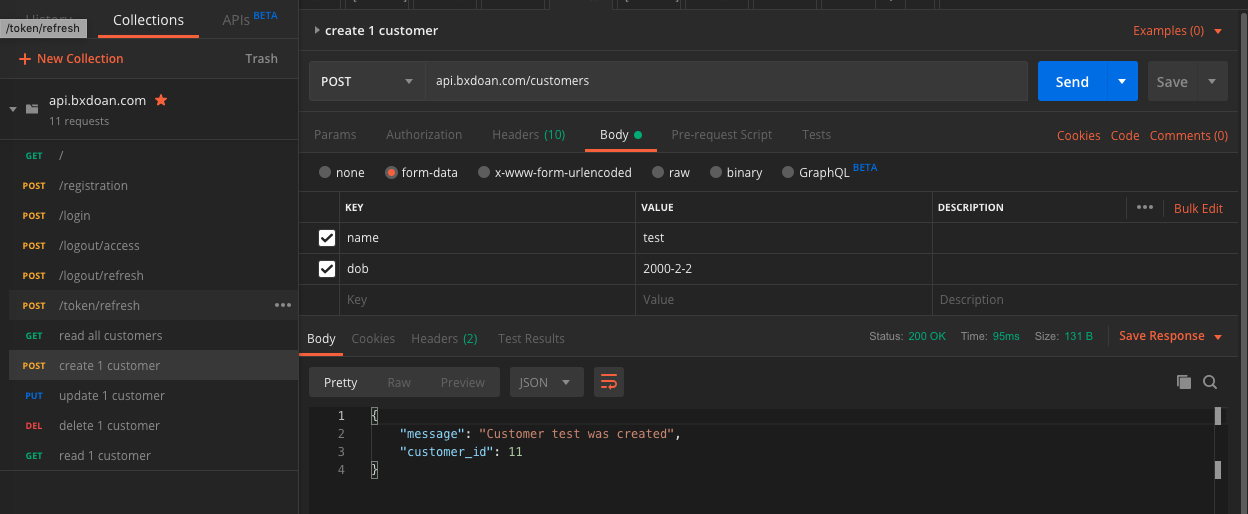 History
Collections
APIs BETA
/token/refresh
New Collection
Trash
api.bxdoan.com
11 requests
GET /
POST /registration
POST /login
POST /logout/access
POST /logout/refresh
POST /token/refresh
GET read all customers
POST create 1 customer
PUT update 1 customer
DEL delete 1 customer
GET read 1 customer
create 1 customer
Examples (0)
POST
api.bxdoan.com/customers
Send
Save
Params Authorization Headers (10) Body Pre-request Script Tests
Cookies Code Comments (0)
none form-data x-www-form-urlencoded raw binary GraphQL BETA
KEY VALUE DESCRIPTION ••• Bulk Edit
name test
dob 2000-2-2
Key Value Description
Body Cookies Headers (2) Test Results
Status: 200 OK Time: 95ms Size: 131 B Save Response
Pretty Raw Preview JSON
1 {
2 "message": "Customer test was created",
3 "customer_id": 11
4 }